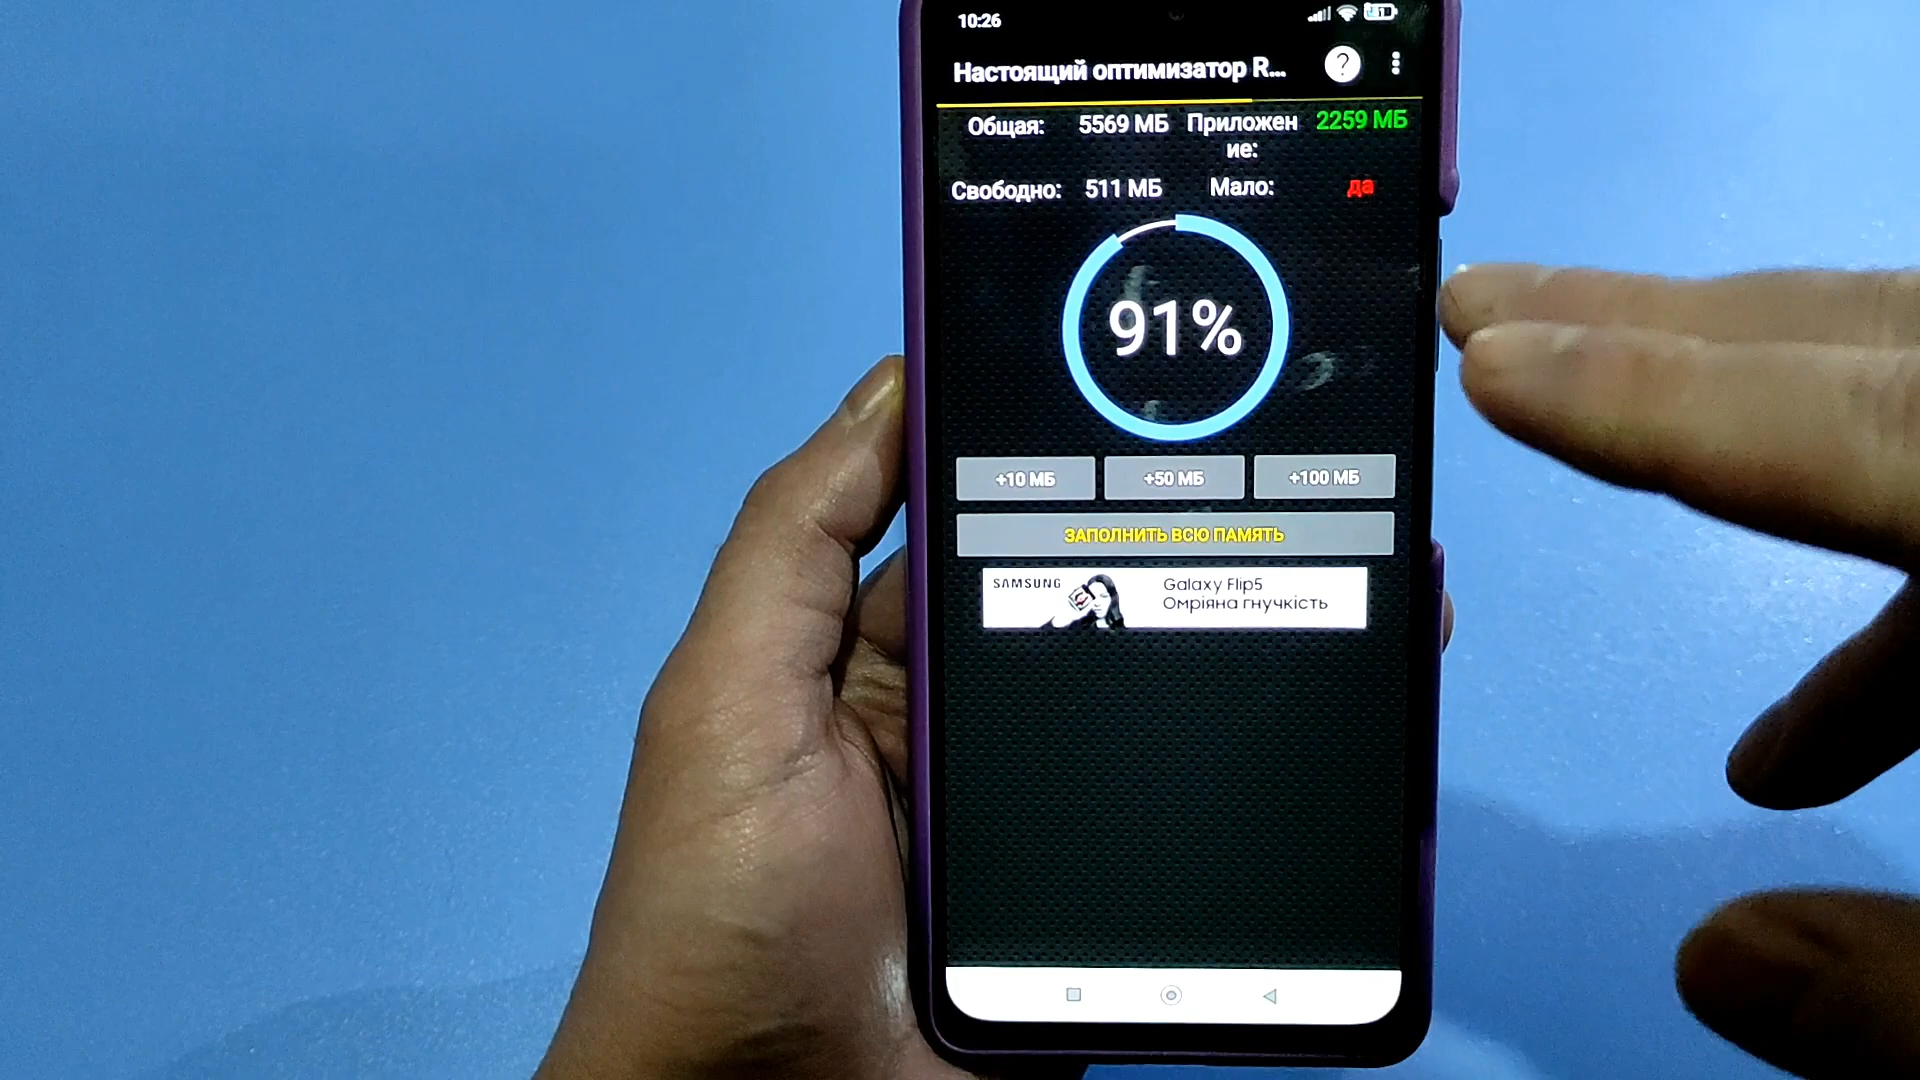 10:26
Настоящий оптимизатор R...
?
Общая: 5569 МБ Приложен
ие: 2259 МБ
Свободно: 511 МБ Мало: да
91%
+10 МБ +50 МБ +100 МБ
ЗАПОЛНИТЬ ВСЮ ПАМЯТЬ
SAMSUNG Galaxy Flip5
Омріяна гнучкість